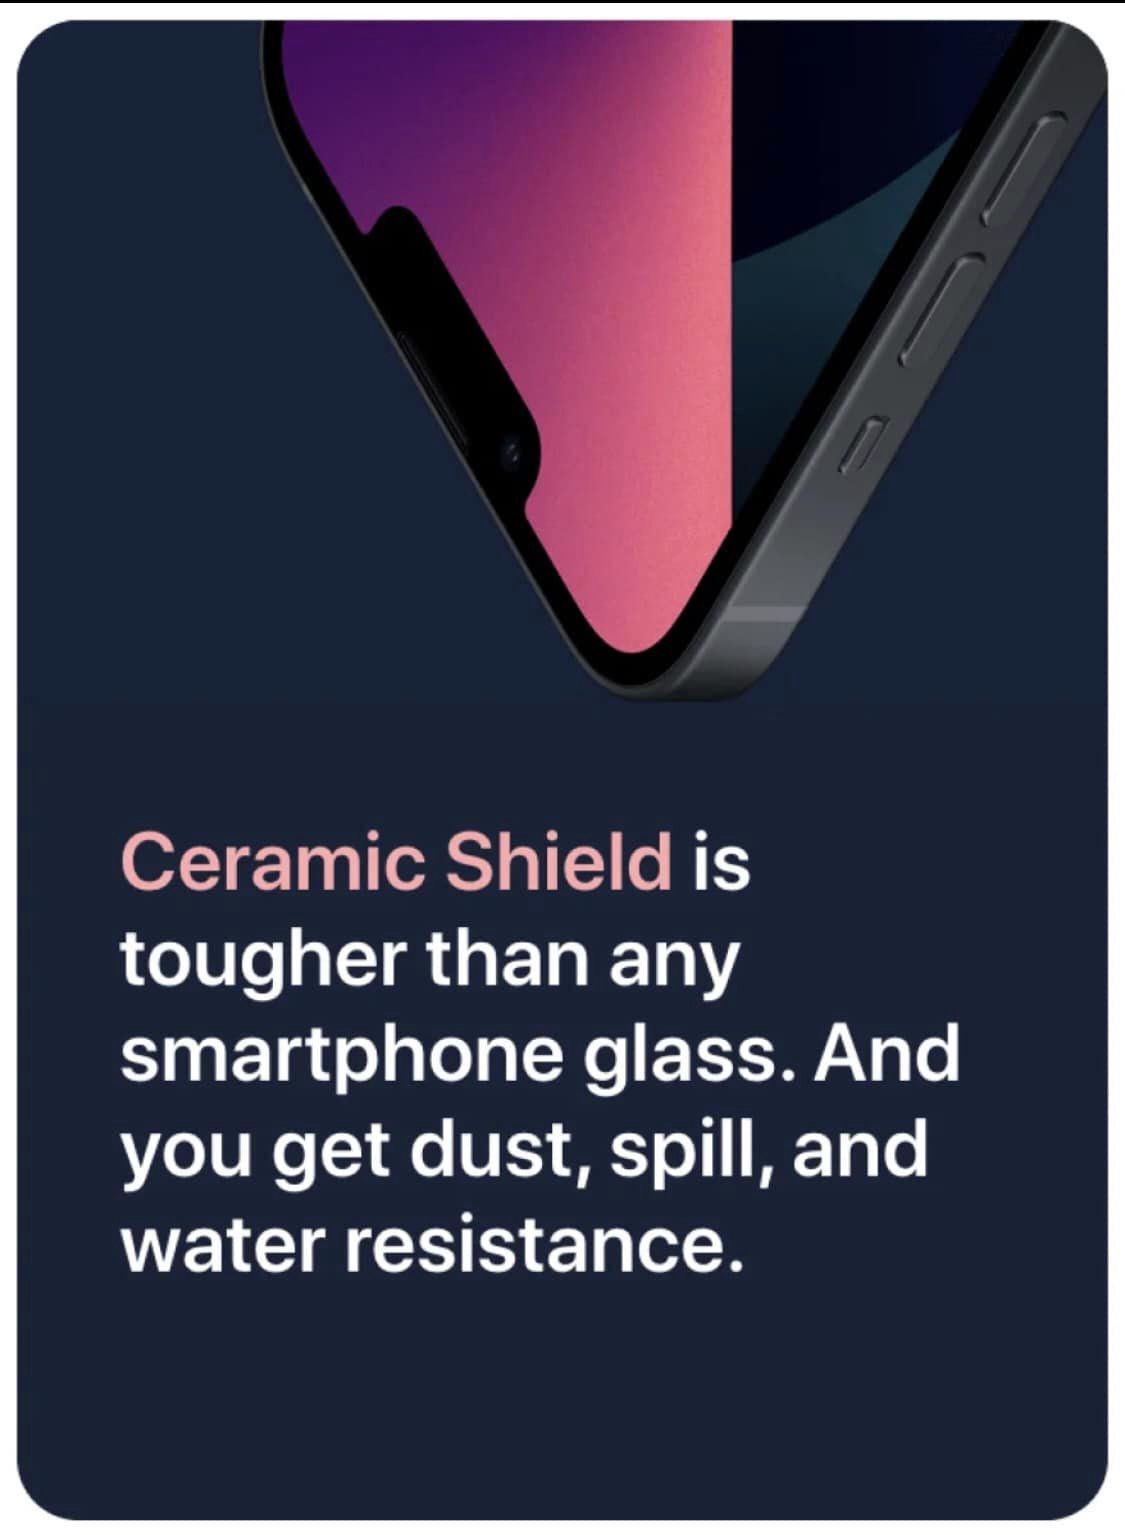 Ceramic Shield is
tougher than any
smartphone glass. And
you get dust, spill, and
water resistance.